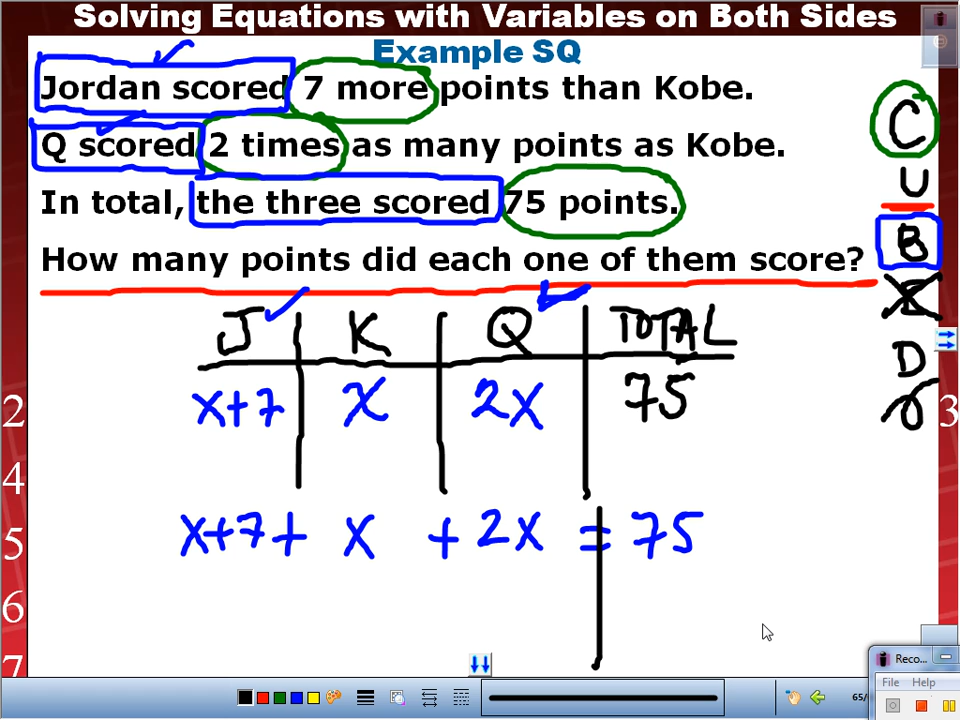 Solving Equations with Variables on Both Sides
Example SQ
Jordan scored 7 more points than Kobe.
Q scored 2 times as many points as Kobe.
In total, the three scored 75 points.
How many points did each one of them score?
C
U
B
D
J K Q TOTAL
x+7 x 2x 75
x+7+ x + 2x = 75
2
3
4
5
6
7
Reco...
File Help
65/